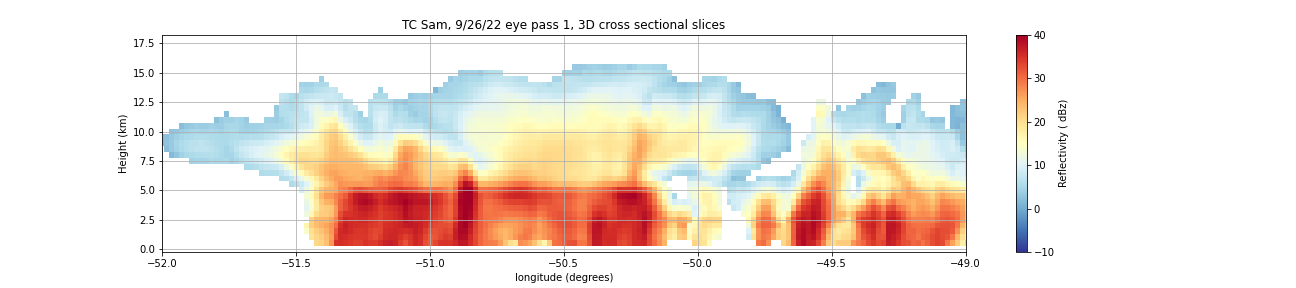 TC Sam, 9/26/22 eye pass 1, 3D cross sectional slices
17.5
15.0
12.5
10.0
7.5
5.0
2.5
0.0
Height (km)
−52.0 −51.5 −51.0 −50.5 −50.0 −49.5 −49.0
longitude (degrees)
40
30
20
10
0
−10
Reflectivity ( dBz)